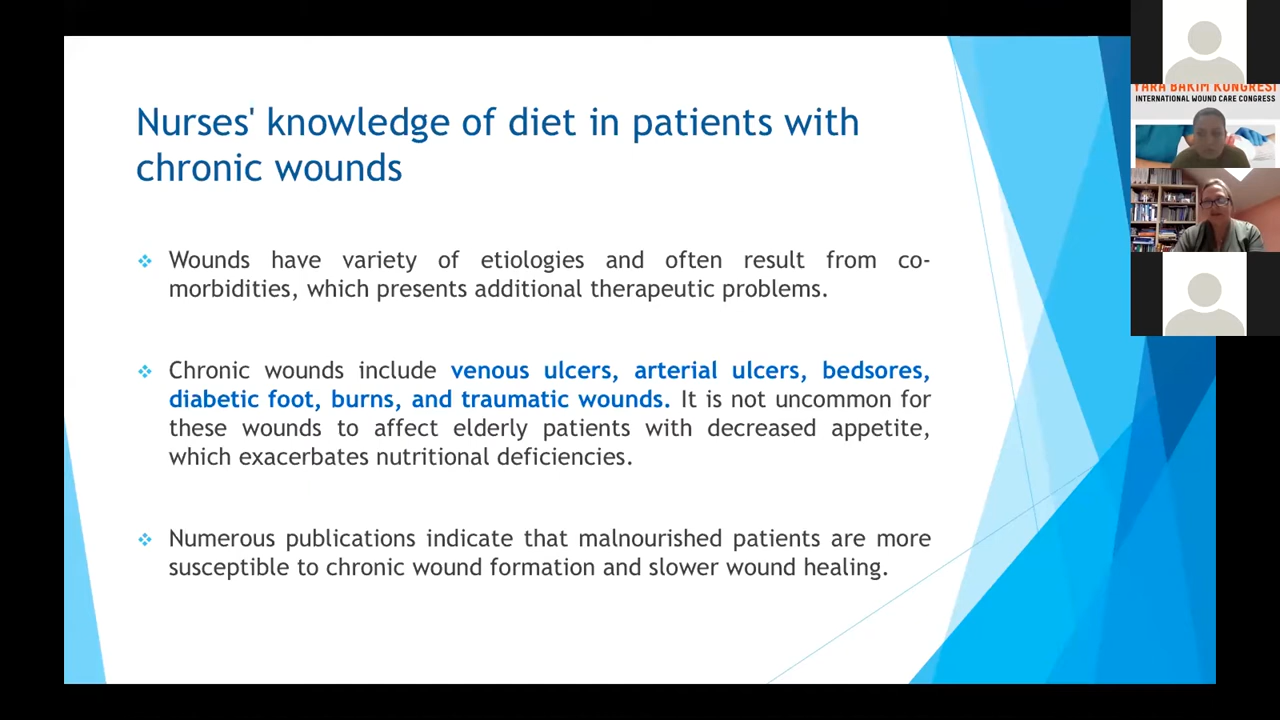 Nurses' knowledge of diet in patients with
chronic wounds
Wounds have variety of etiologies and often result from co-
morbidities, which presents additional therapeutic problems.
Chronic wounds include venous ulcers, arterial ulcers, bedsores,
diabetic foot, burns, and traumatic wounds. It is not uncommon for
these wounds to affect elderly patients with decreased appetite,
which exacerbates nutritional deficiencies.
Numerous publications indicate that malnourished patients are more
susceptible to chronic wound formation and slower wound healing.
YARA BAKIM KONGRESİ
INTERNATIONAL WOUND CARE CONGRESS